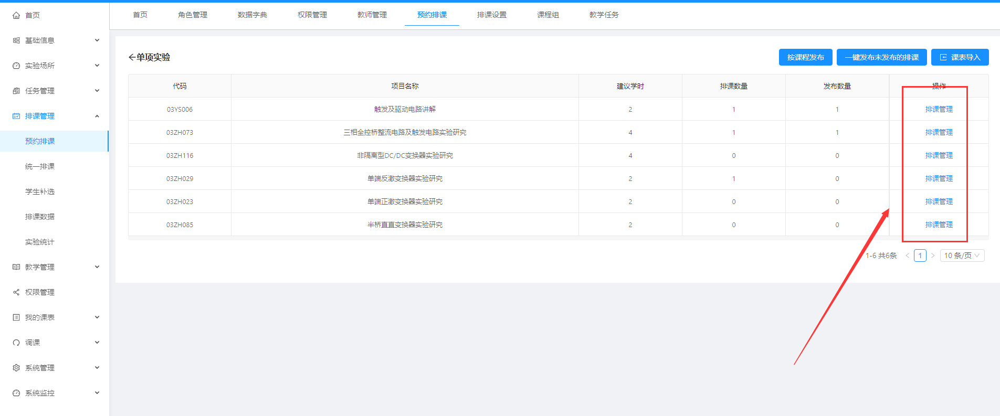 首页
基础信息
实验场所
任务管理
排课管理
预约排课
统一排课
学生补选
排课数据
实验统计
教学管理
权限管理
我的课表
调课
系统管理
系统监控
首页 角色管理 数据字典 权限管理 教师管理 预约排课 排课设置 课程组 教学任务
←单项实验
按课程发布 一键发布未发布的排课 课表导入
代码 项目名称 建议学时 排课数量 发布数量 操作
03YS006 触发及驱动电路讲解 2 1 1 排课管理
03ZH073 三相全控桥整流电路及触发电路实验研究 4 1 1 排课管理
03ZH116 非隔离型DC/DC变换器实验研究 4 0 0 排课管理
03ZH029 单端反激变换器实验研究 2 1 0 排课管理
03ZH023 单端正激变换器实验研究 2 0 0 排课管理
03ZH085 半桥直直变换器实验研究 2 0 0 排课管理
1-6 共6条 < 1 > 10 条/页